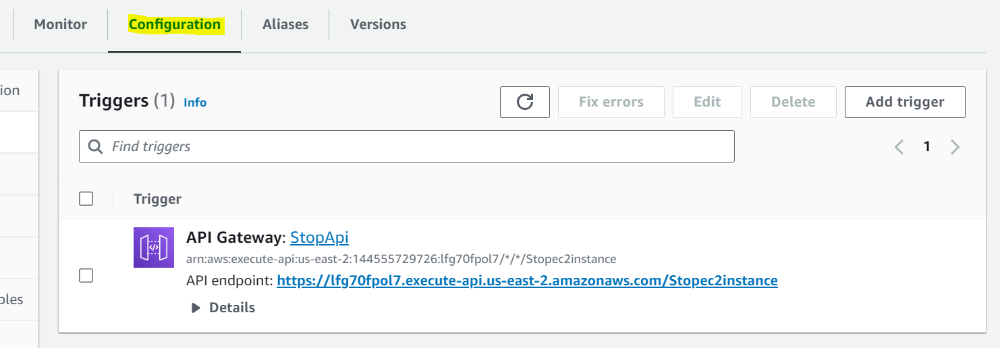 Monitor
Configuration
Aliases
Versions
Triggers (1) Info
Fix errors
Edit
Delete
Add trigger
Find triggers
1
Trigger
API Gateway: StopApi
arn:aws:execute-api:us-east-2:144555729726:lfg70fpol7/*/*/Stopec2instance
API endpoint: https://lfg70fpol7.execute-api.us-east-2.amazonaws.com/Stopec2instance
Details
ion
bles